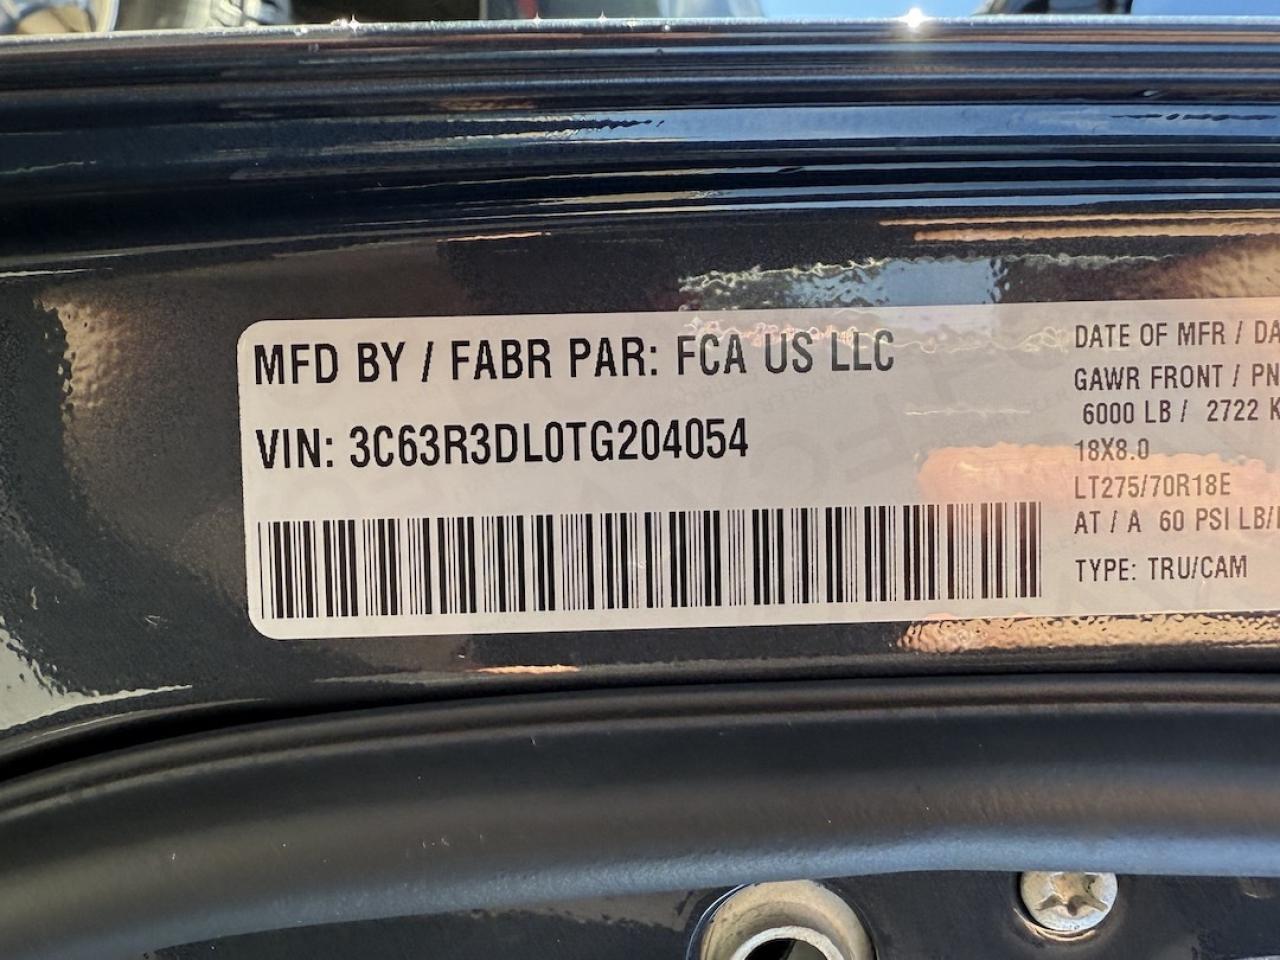 MFD BY / FABR PAR: FCA US LLC
VIN: 3C63R3DL0TG204054
DATE OF MFR / DA
GAWR FRONT / PN
6000 LB / 2722 K
18X8.0
LT275/70R18E
AT / A 60 PSI LB/
TYPE: TRU/CAM